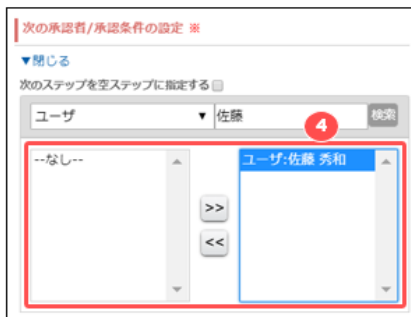 次の承認者/承認条件の設定 ※
▼閉じる
次のステップを空ステップに指定する
ユーザ ▼ 佐藤 検索
4
--なし-- ユーザ:佐藤 秀和
>>
<<